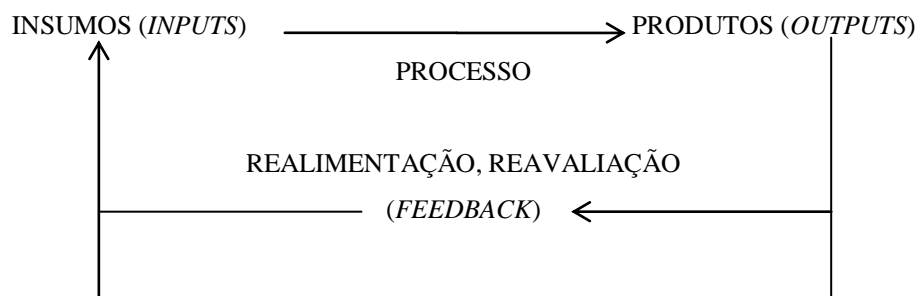 INSUMOS (INPUTS) PRODUTOS (OUTPUTS)
PROCESSO
REALIMENTAÇÃO, REAVALIAÇÃO
(FEEDBACK)